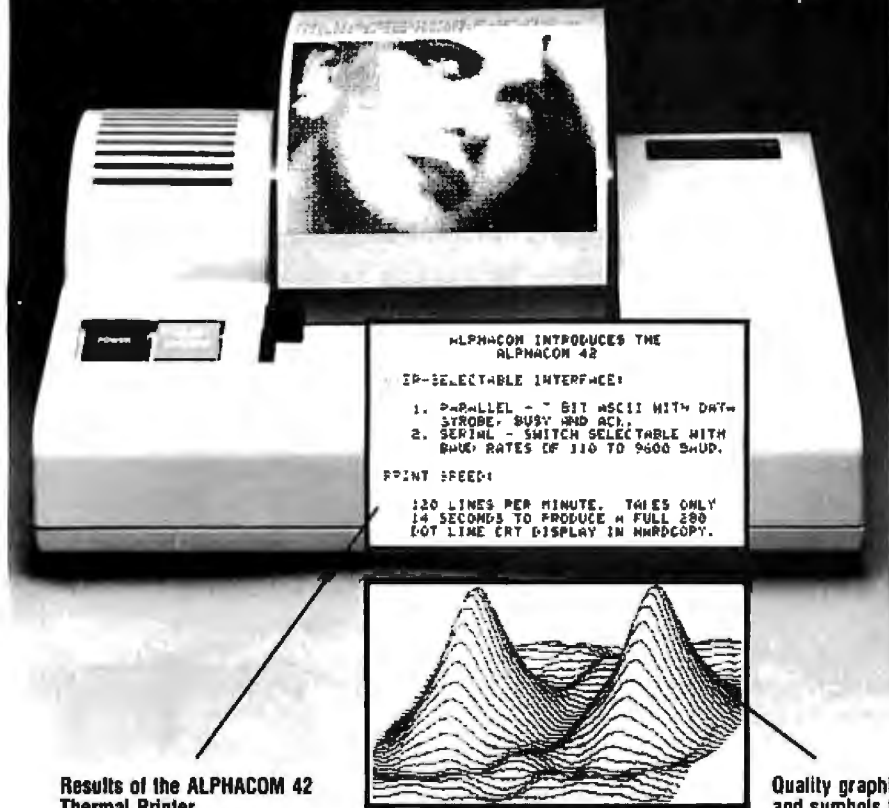 POWER
ALPHACOM INTRODUCES THE
ALPHACOM 42
INTERFACE:
1. PARALLEL - 7 BIT ASCII WITH DATA
STROBE, BUSY AND ACK.
2. SERIAL - SWITCH SELECTABLE WITH
BAUD RATES OF 110 TO 9600 BAUD.
PRINT SPEED:
120 LINES PER MINUTE. TAKES ONLY
14 SECONDS TO PRODUCE A FULL 280
DOT LINE CRT DISPLAY IN HARDCOPY.
Results of the ALPHACOM 42
Thermal Printer
Quality
and symbols